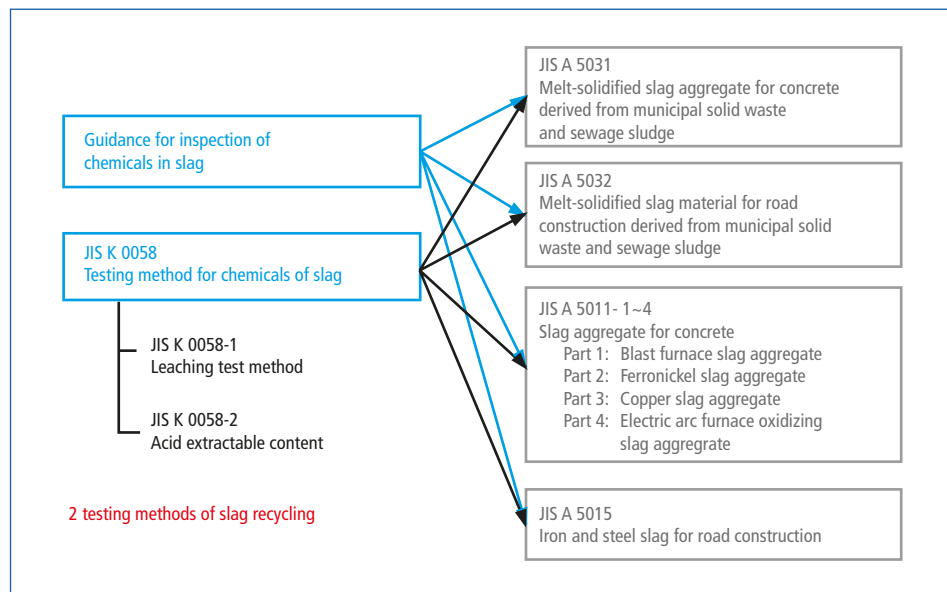 Guidance for inspection of
chemicals in slag
JIS K 0058
Testing method for chemicals of slag
JIS K 0058-1
Leaching test method
JIS K 0058-2
Acid extractable content
2 testing methods of slag recycling
JIS A 5031
Melt-solidified slag aggregate for concrete
derived from municipal solid waste
and sewage sludge
JIS A 5032
Melt-solidified slag material for road
construction derived from municipal solid
waste and sewage sludge
JIS A 5011- 1~4
Slag aggregate for concrete
Part 1: Blast furnace slag aggregate
Part 2: Ferronickel slag aggregate
Part 3: Copper slag aggregate
Part 4: Electric arc furnace oxidizing
slag aggregrate
JIS A 5015
Iron and steel slag for road construction